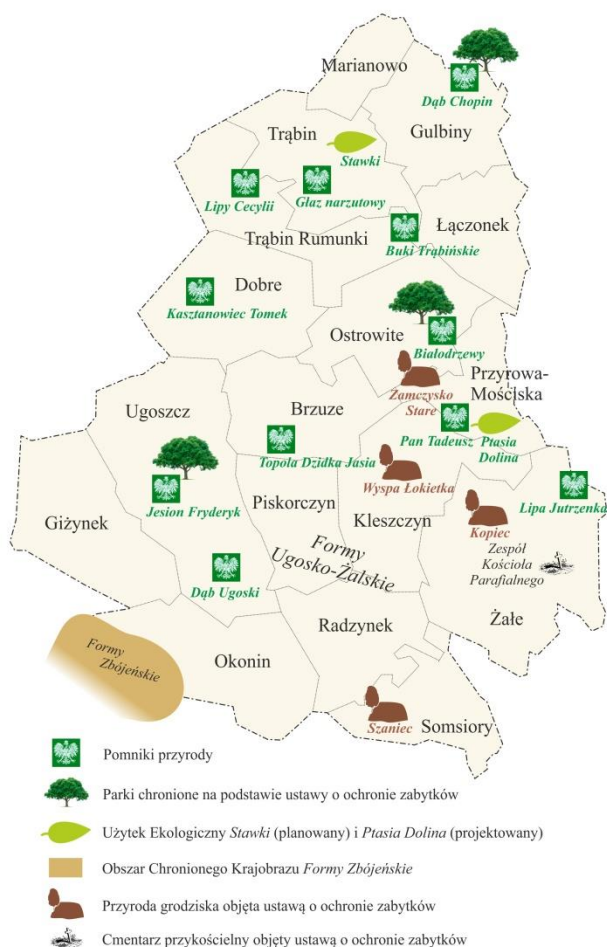 Marianowo
Dąb Chopin
Trąbin
Gulbiny
Stawki
Lipy Cecylii
Głaz narzutowy
Łączonek
Trąbin Rumunki
Buki Trąbińskie
Dobre
Kasztanowiec Tomek
Ostrowite
Białodrzewy
Przyrowa-
Mościska
Zamczysko
Stare
Ugoszcz
Brzuze
Pan Tadeusz
Ptasia
Dolina
Topola Dzidka Jasia
Wyspa Łokietka
Jesion Fryderyk
Piskorczyn
Lipa Jutrzenka
Giżynek
Kleszczyn
Kopiec
Zespół
Kościoła
Parafialnego
Formy
Ugosko-Żalskie
Dąb Ugoski
Żałe
Radzynek
Formy
Zbójeńskie
Okonin
Szaniec
Somsiory
Pomniki przyrody
Parki chronione na podstawie ustawy o ochronie zabytków
Użytek Ekologiczny Stawki (planowany) i Ptasia Dolina (projektowany)
Obszar Chronionego Krajobrazu Formy Zbójeńskie
Przyroda grodziska objęta ustawą o ochronie zabytków
Cmentarz przykościelny objęty ustawą o ochronie zabytków